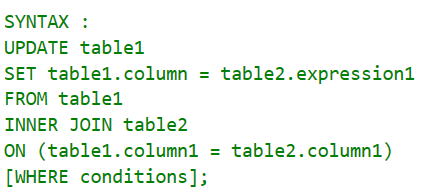 SYNTAX :
UPDATE table1
SET table1.column = table2.expression1
FROM table1
INNER JOIN table2
ON (table1.column1 = table2.column1)
[WHERE conditions];